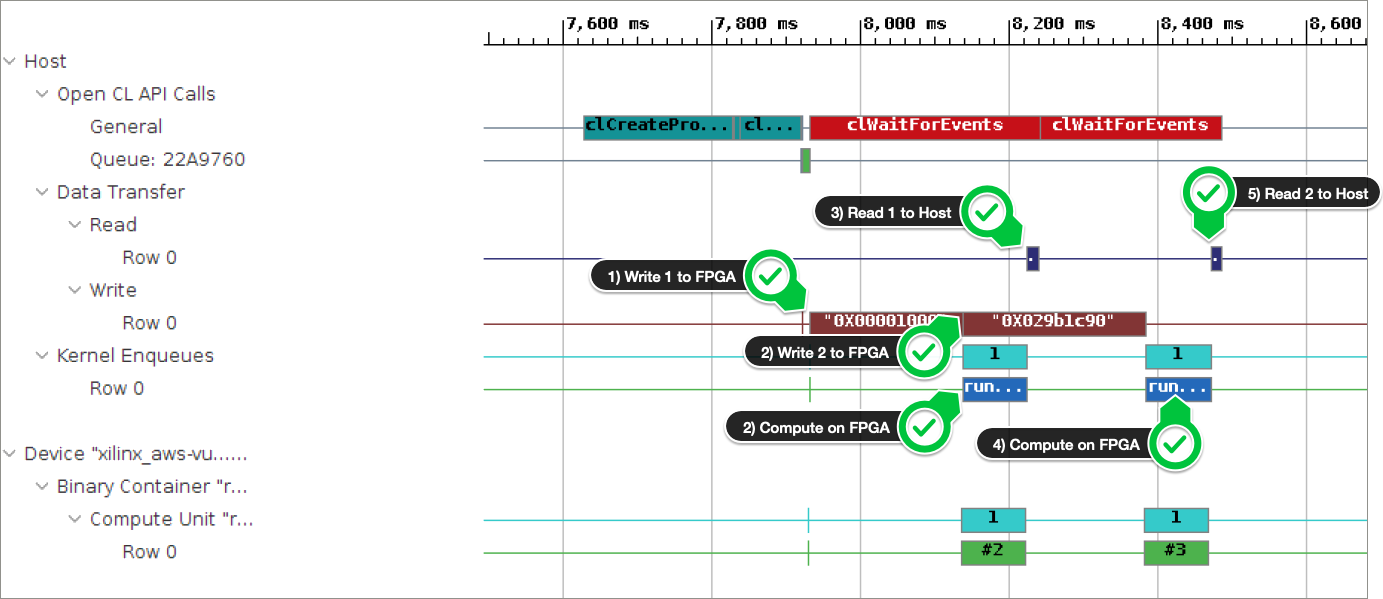 7,600 ms 7,800 ms 8,000 ms 8,200 ms 8,400 ms 8,600
Host
Open CL API Calls
General clCreatePro... cl... clWaitForEvents clWaitForEvents
Queue: 22A9760
Data Transfer
5) Read 2 to Host
3) Read 1 to Host
Read
Row 0
1) Write 1 to FPGA
Write
Row 0 "0X029b1c90"
2) Write 2 to FPGA
Kernel Enqueues 1 1
Row 0 run... run...
2) Compute on FPGA
4) Compute on FPGA
Device "xilinx_aws-vu......
Binary Container "r...
Compute Unit "r... 1 1
Row 0 #2 #3